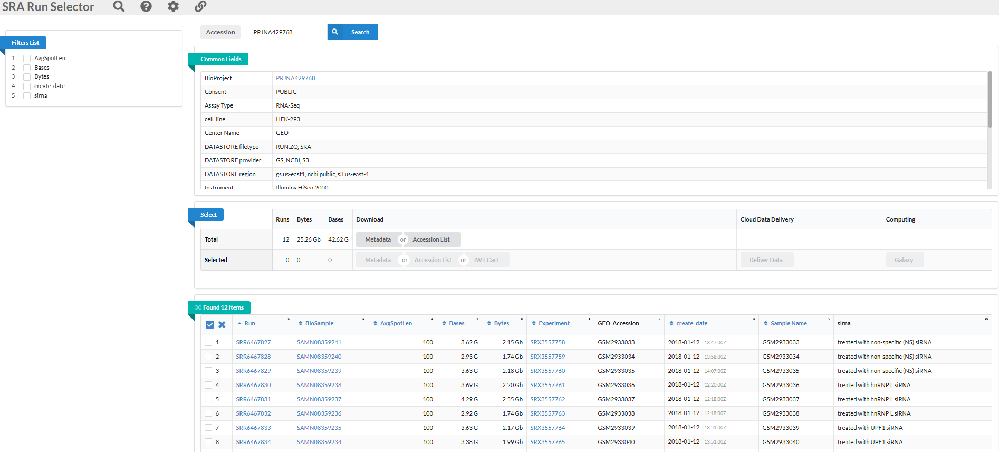 SRA Run Selector
Accession PRJNA429768 Search
Filters List
1 AvgSpotLen
2 Bases
3 Bytes
4 create_date
5 sirna
Common Fields
BioProject PRJNA429768
Consent PUBLIC
Assay Type RNA-Seq
cell_line HEK-293
Center Name GEO
DATASTORE filetype RUN.ZQ, SRA
DATASTORE provider GS, NCBI, S3
DATASTORE region gs.us-east1, ncbi.public, s3.us-east-1
Instrument Illumina HiSeq 2000
Select
Runs Bytes Bases Download Cloud Data Delivery Computing
Total 12 25.26 Gb 42.62 G Metadata or Accession List
Selected 0 0 0 Metadata or Accession List or JWT Cart Deliver Data Galaxy
Found 12 Items
Run 1 BioSample 2 AvgSpotLen 3 Bases 4 Bytes 5 Experiment 6 GEO_Accession 7 create_date 8 Sample Name 9 sirna 10
1 SRR6467827 SAMN08359241 100 3.62 G 2.15 Gb SRX3557758 GSM2933033 2018-01-12 13:47:00Z GSM2933033 treated with non-specific (NS) siRNA
2 SRR6467828 SAMN08359240 100 2.93 G 1.74 Gb SRX3557759 GSM2933034 2018-01-12 13:58:00Z GSM2933034 treated with non-specific (NS) siRNA
3 SRR6467829 SAMN08359239 100 3.63 G 2.18 Gb SRX3557760 GSM2933035 2018-01-12 14:07:00Z GSM2933035 treated with non-specific (NS) siRNA
4 SRR6467830 SAMN08359238 100 3.69 G 2.20 Gb SRX3557761 GSM2933036 2018-01-12 12:20:00Z GSM2933036 treated with hnRNP L siRNA
5 SRR6467831 SAMN08359237 100 4.29 G 2.55 Gb SRX3557762 GSM2933037 2018-01-12 12:18:00Z GSM2933037 treated with hnRNP L siRNA
6 SRR6467832 SAMN08359236 100 2.92 G 1.74 Gb SRX3557763 GSM2933038 2018-01-12 12:18:00Z GSM2933038 treated with hnRNP L siRNA
7 SRR6467833 SAMN08359235 100 3.63 G 2.17 Gb SRX3557764 GSM2933039 2018-01-12 13:51:00Z GSM2933039 treated with UPF1 siRNA
8 SRR6467834 SAMN08359234 100 3.38 G 1.99 Gb SRX3557765 GSM2933040 2018-01-12 13:51:00Z GSM2933040 treated with UPF1 siRNA